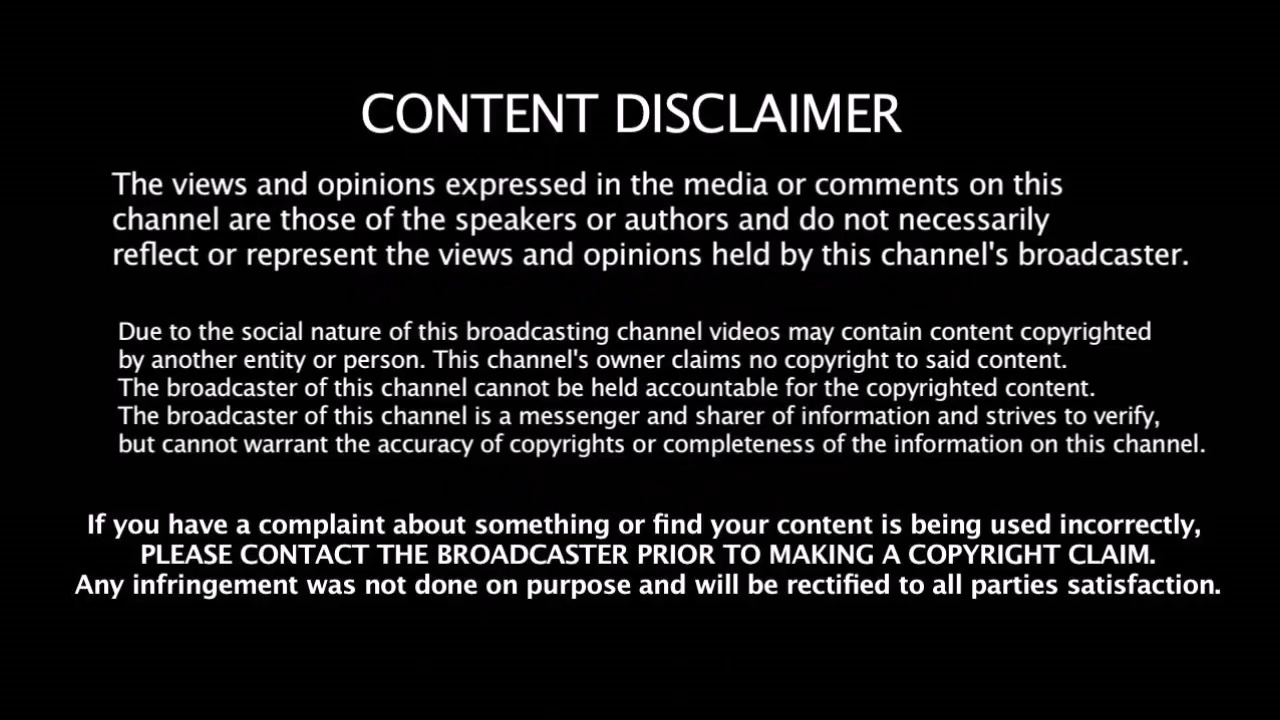 CONTENT DISCLAIMER
The views and opinions expressed in the media or comments on this
channel are those of the speakers or authors and do not necessarily
reflect or represent the views and opinions held by this channel's broadcaster.
Due to the social nature of this broadcasting channel videos may contain content copyrighted
by another entity or person. This channel's owner claims no copyright to said content.
The broadcaster of this channel cannot be held accountable for the copyrighted content.
The broadcaster of this channel is a messenger and sharer of information and strives to verify,
but cannot warrant the accuracy of copyrights or completeness of the information on this channel.
If you have a complaint about something or find your content is being used incorrectly,
PLEASE CONTACT THE BROADCASTER PRIOR TO MAKING A COPYRIGHT CLAIM.
Any infringement was not done on purpose and will be rectified to all parties satisfaction.